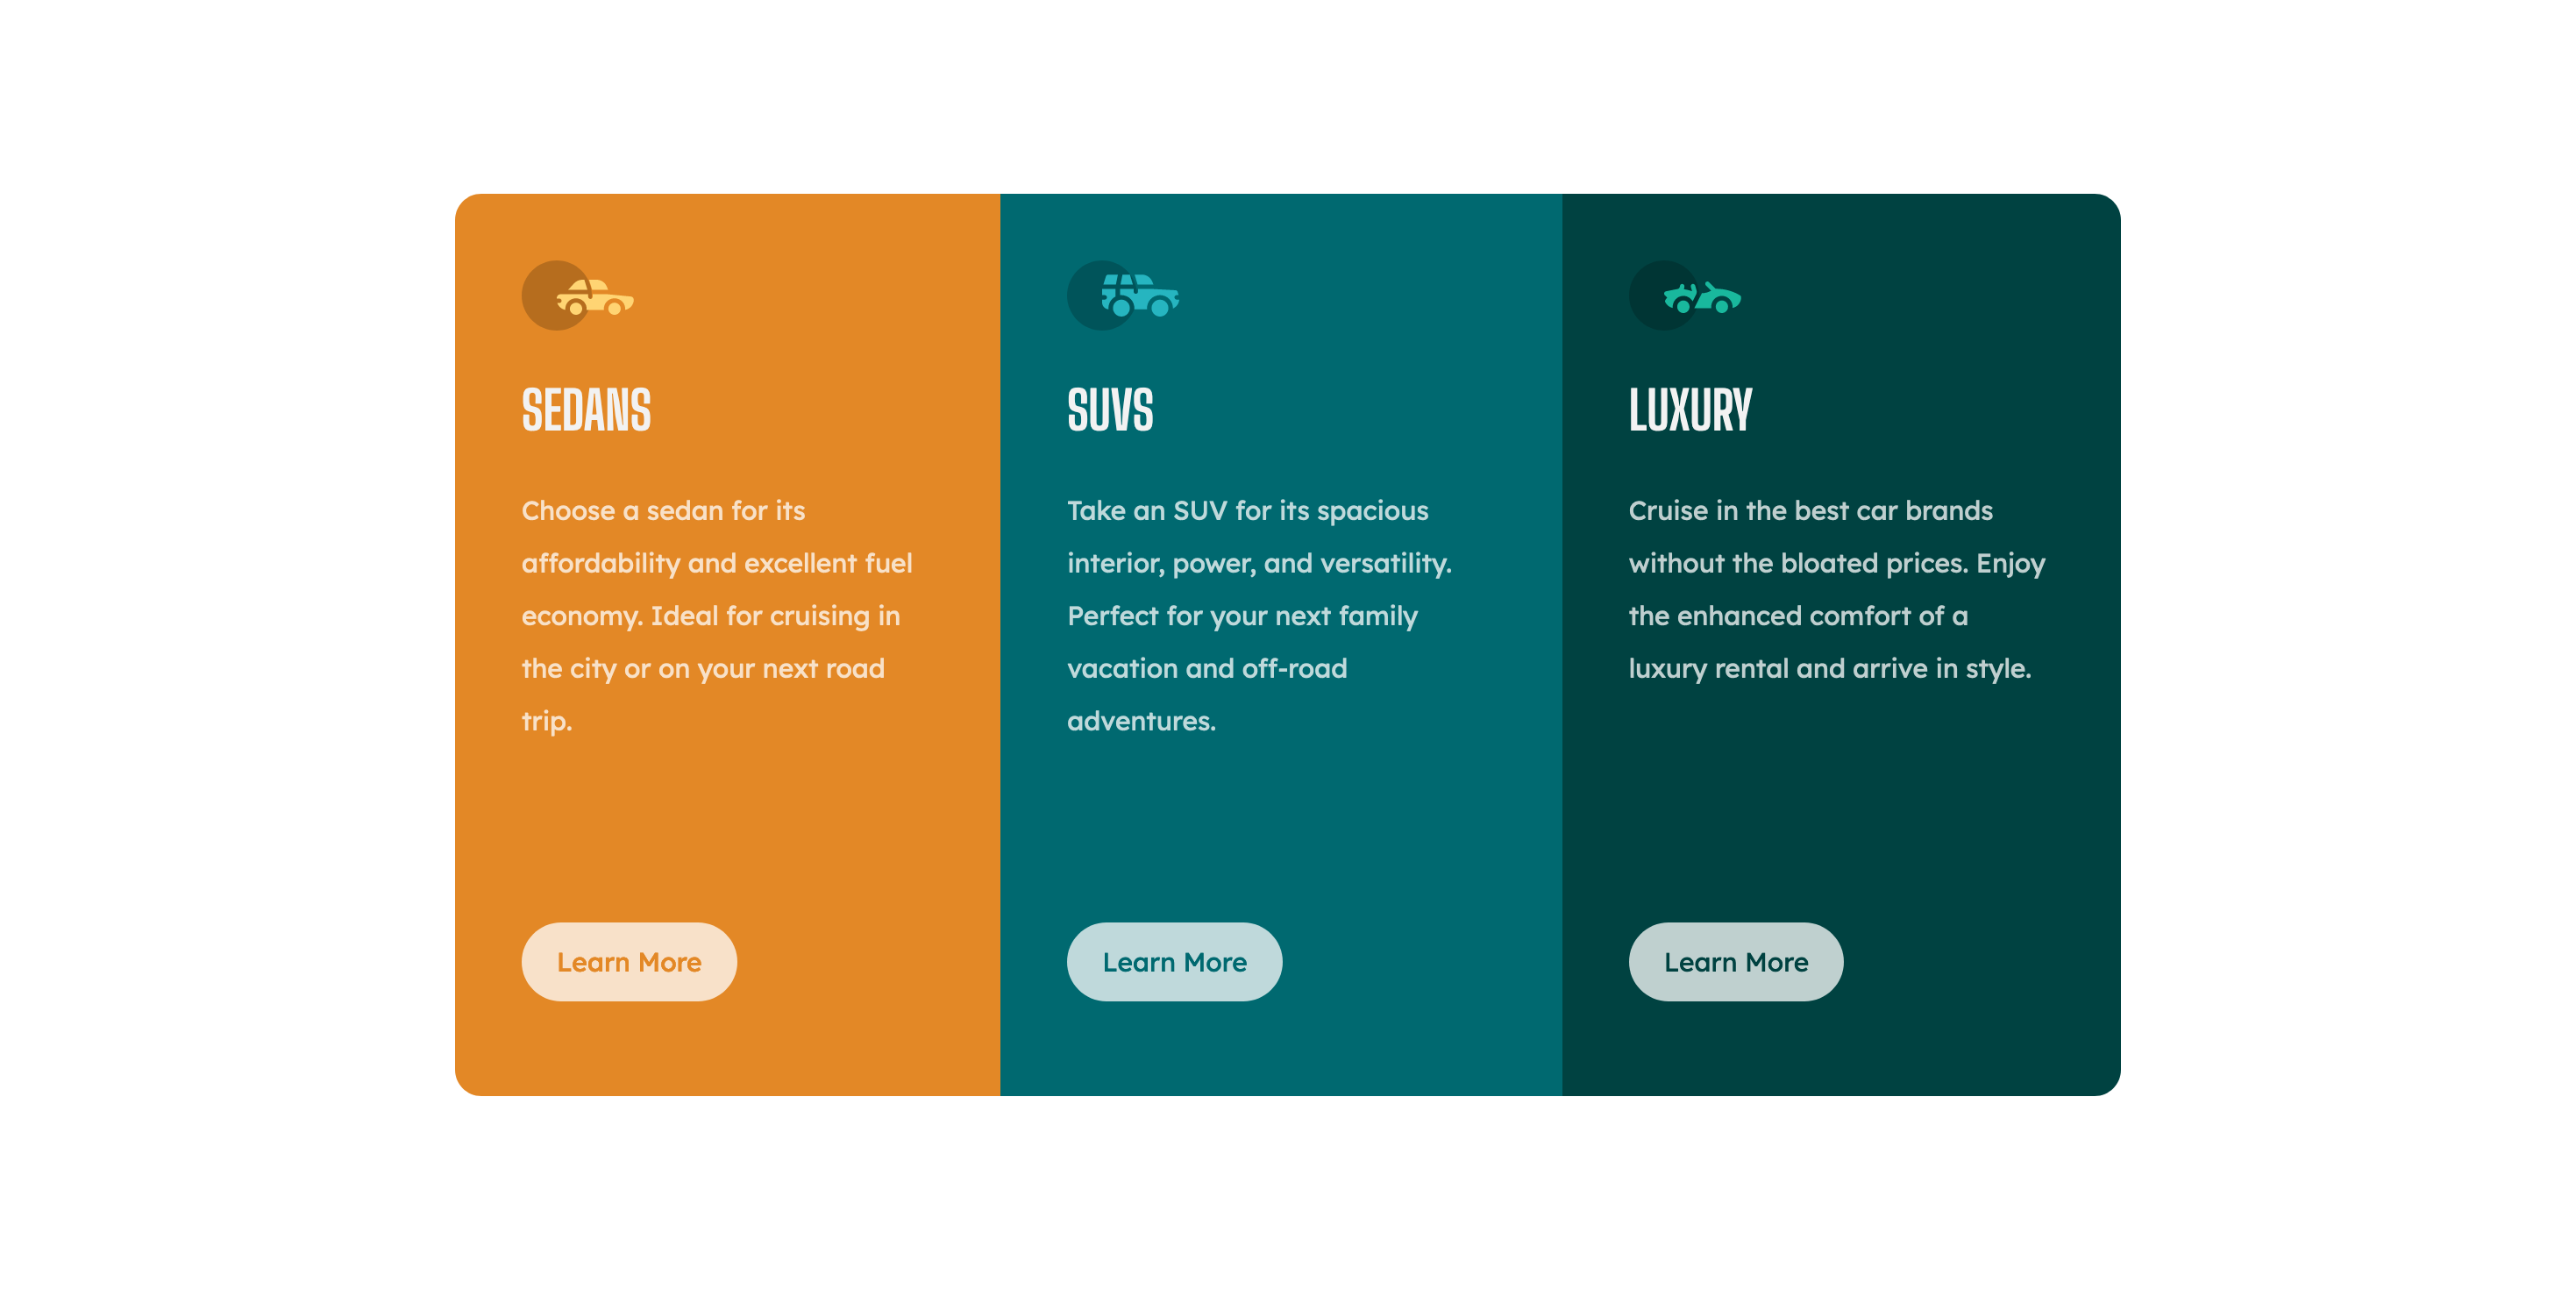 SEDANS
Choose a sedan for its
affordability and excellent fuel
economy. Ideal for cruising in
the city or on your next road
trip.
Learn More
SUVS
Take an SUV for its spacious
interior, power, and versatility.
Perfect for your next family
vacation and off-road
adventures.
Learn More
LUXURY
Cruise in the best car brands
without the bloated prices. Enjoy
the enhanced comfort of a
luxury rental and arrive in style.
Learn More